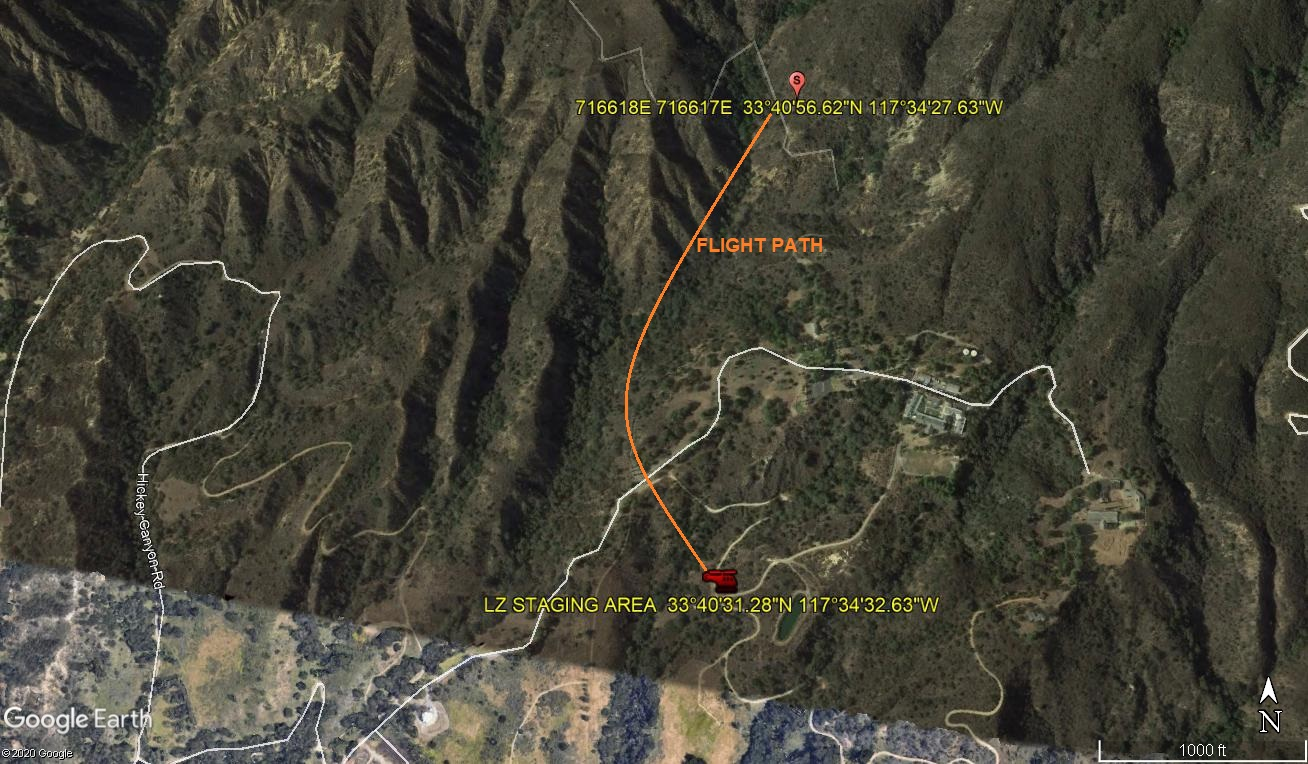 S
716618E 716617E 33°40'56.62"N 117°34'27.63"W
FLIGHT PATH
Hickey Canyon Rd
LZ STAGING AREA 33°40'31.28"N 117°34'32.63"W
N
Google Earth
©2020 Google
1000 ft